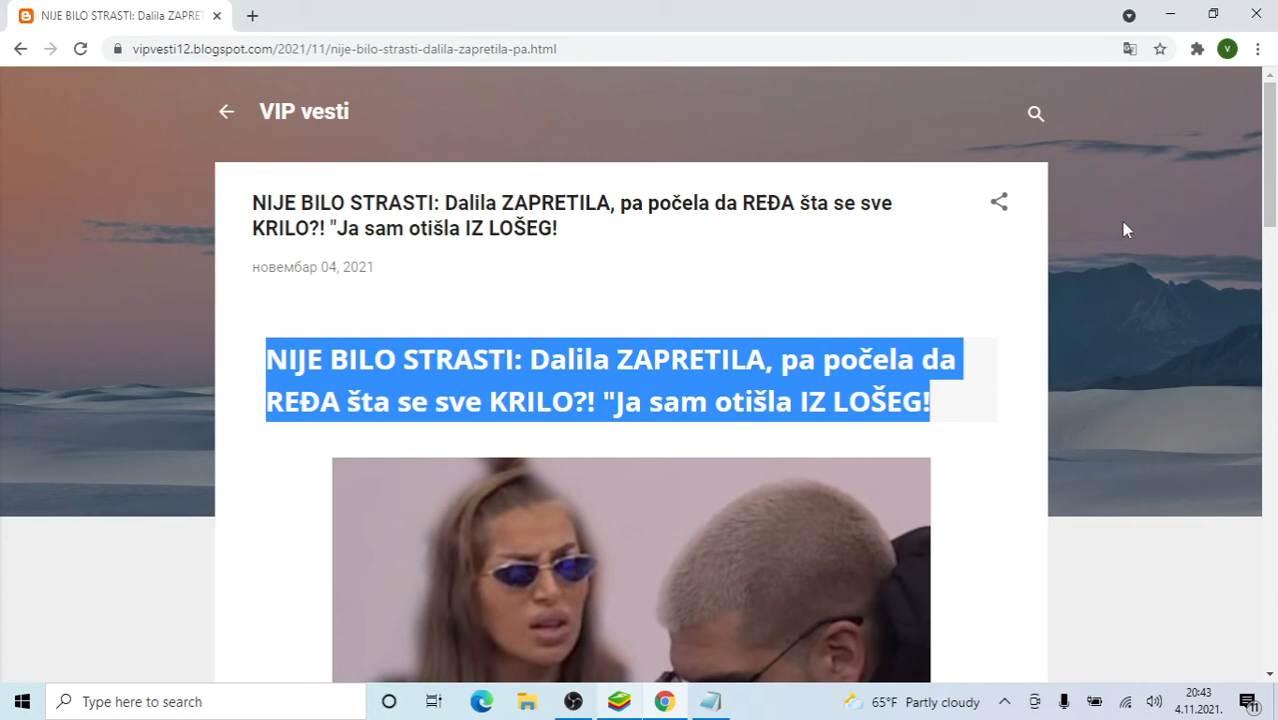 NIJE BILO STRASTI: Dalila ZAPRET
vipvesti12.blogspot.com/2021/11/nije-bilo-strasti-dalila-zapretila-pa.html
V
VIP vesti
NIJE BILO STRASTI: Dalila ZAPRETILA, pa počela da REĐA šta se sve
KRILO?! "Ja sam otišla IZ LOŠEG!
новембар 04, 2021
NIJE BILO STRASTI: Dalila ZAPRETILA, pa počela da
REĐA šta se sve KRILO?! "Ja sam otišla IZ LOŠEG!
Type here to search
65°F Partly cloudy
20:43
4.11.2021.
11